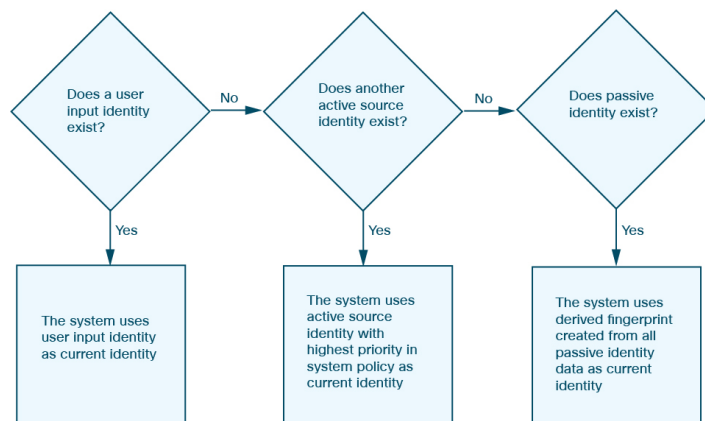 Does a user
input identity
exist?
No
Does another
active source
identity exist?
No
Does passive
identity exist?
Yes
Yes
Yes
The system uses
user input identity
as current identity
The system uses
active source
identity with
highest priority in
system policy as
current identity
The system uses
derived fingerprint
created from all
passive identity
data as current
identity